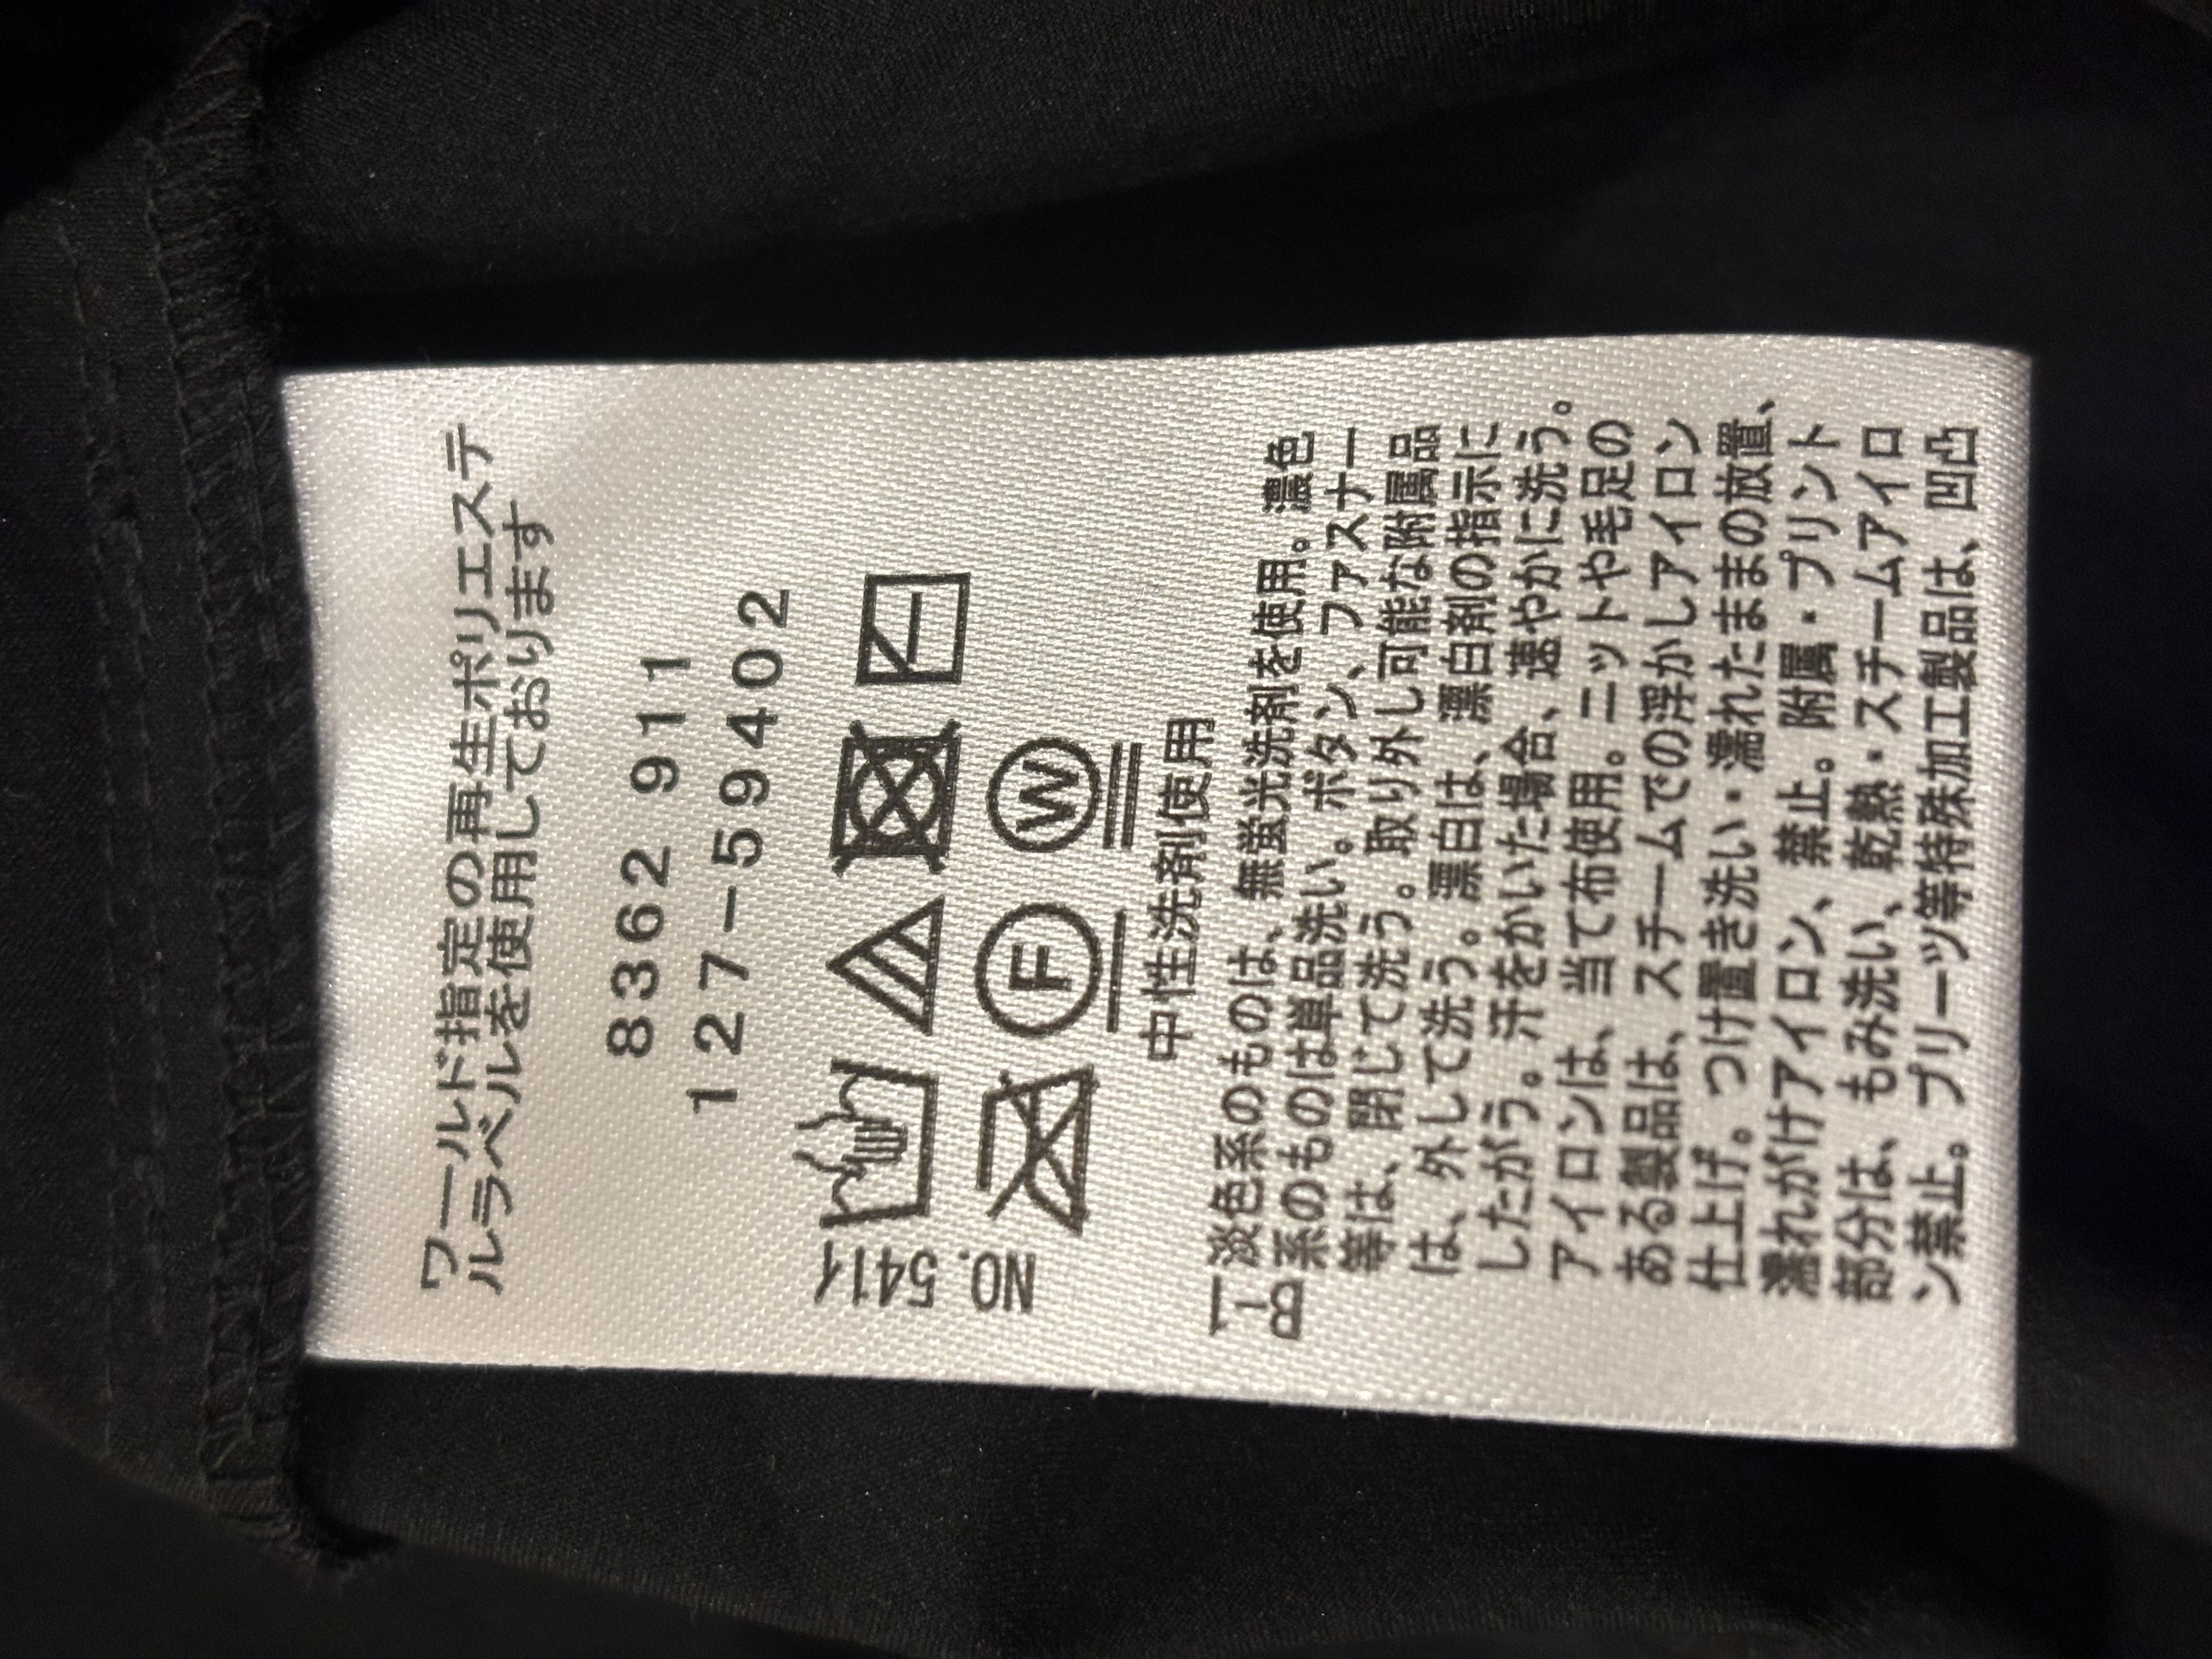 ワールド指定の再生ポリエステ
ルラベルを使用しております
8362 911
127-59402
F
W
中性洗剤使用
淡色系のものは、無蛍光洗剤を使用。濃色
系のものは単品洗い。ボタン、ファスナー
等は、閉じて洗う。取り外し可能な附属品
は、外して洗う。漂白は、漂白剤の指示に
したがう。汗をかいた場合、速やかに洗う。
アイロンは、当て布使用。ニットや毛足の
ある製品は、スチームでの浮かしアイロン
仕上げ。つけ置き洗い・濡れたままの放置、
濡れがけアイロン、禁止。附属・プリント
部分は、もみ洗い、乾熱・スチームアイロ
ン禁止。プリーツ等特殊加工製品は、凹凸
NO. 541イ
B-1